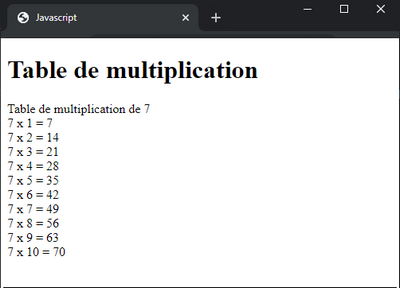 Javascript
Table de multiplication
Table de multiplication de 7
7 x 1 = 7
7 x 2 = 14
7 x 3 = 21
7 x 4 = 28
7 x 5 = 35
7 x 6 = 42
7 x 7 = 49
7 x 8 = 56
7 x 9 = 63
7 x 10 = 70